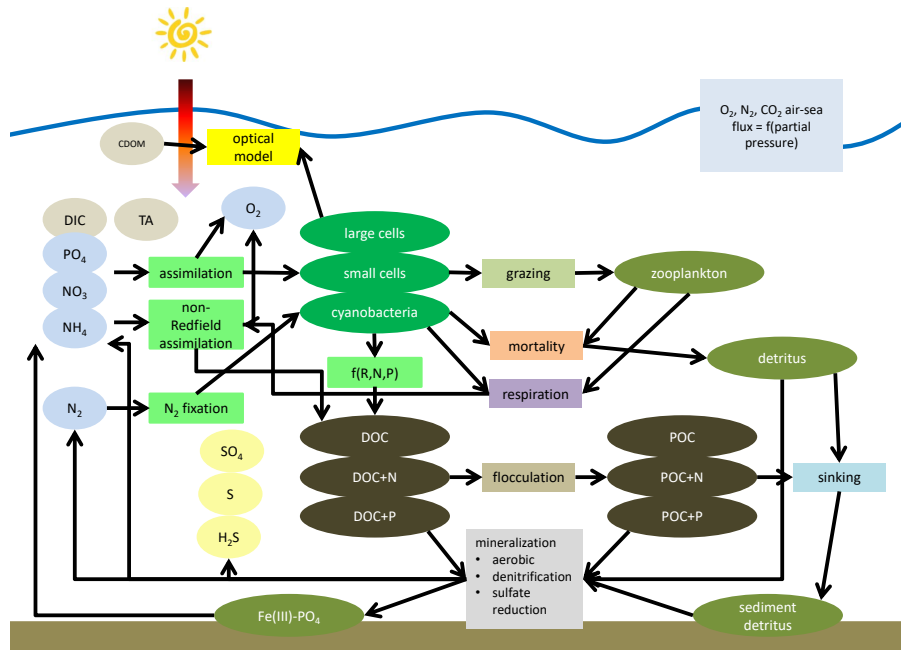 O₂, N₂, CO₂ air-sea
flux = f(partial
pressure)
CDOM
optical
model
DIC
TA
O₂
PO₄
NO₃
NH₄
assimilation
non-
Redfield
assimilation
large cells
small cells
cyanobacteria
grazing
zooplankton
mortality
detritus
f(R,N,P)
respiration
N₂
N₂ fixation
SO₄
S
H₂S
DOC
DOC+N
DOC+P
flocculation
POC
POC+N
POC+P
sinking
mineralization
• aerobic
• denitrification
• sulfate
reduction
Fe(III)-PO₄
sediment
detritus